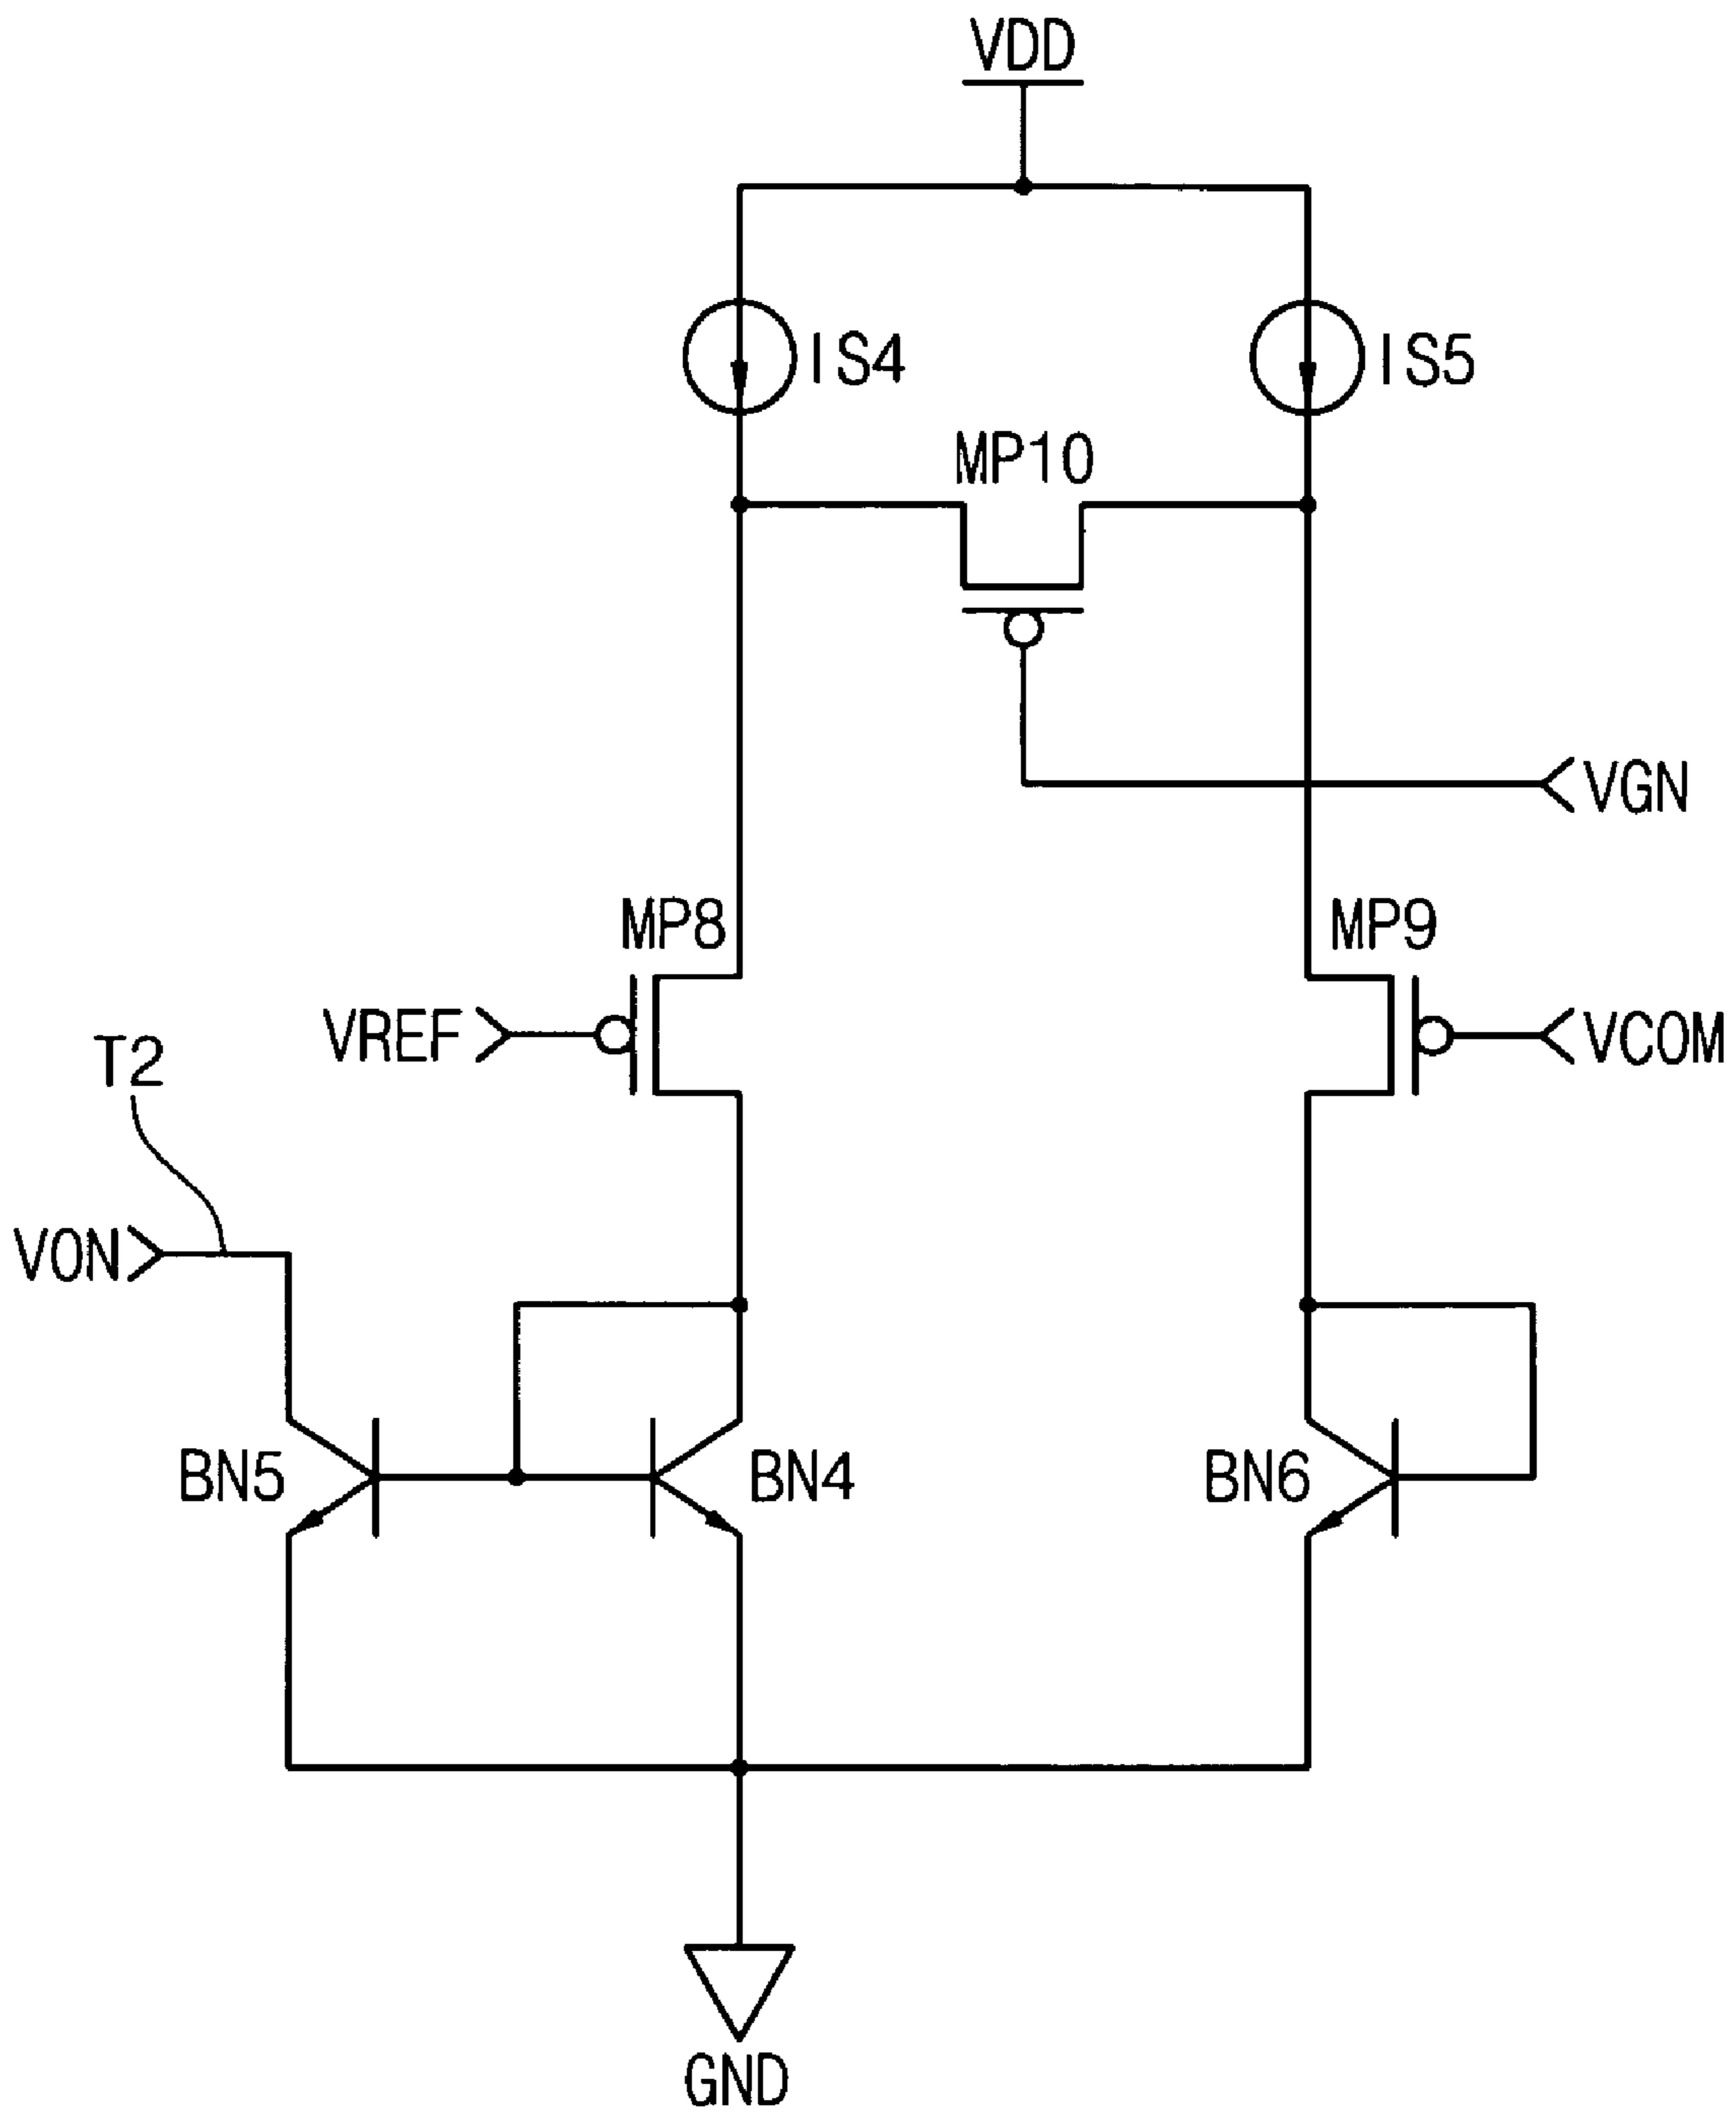 VDD
IS4
IS5
MP10
VGN
MP8
MP9
VREF
VCOM
T2
VON
BN5
BN4
BN6
GND